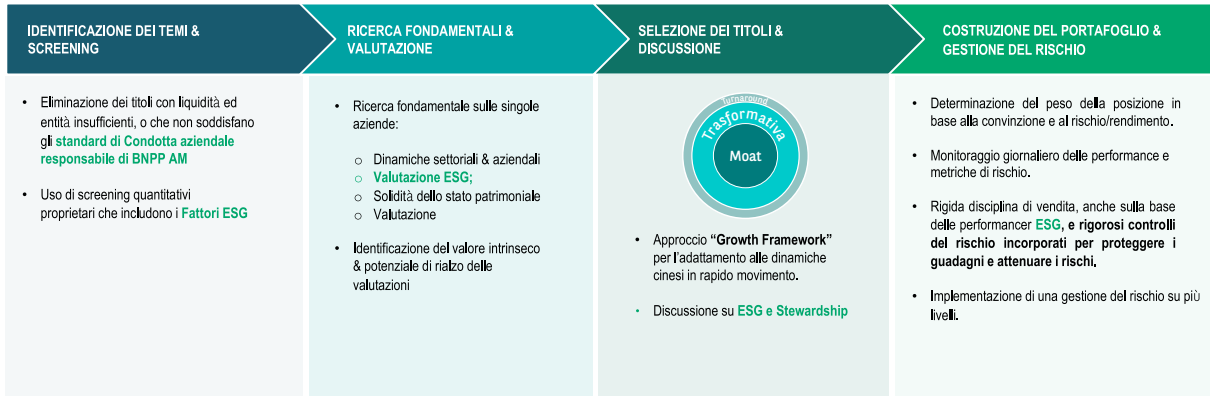 IDENTIFICAZIONE DEI TEMI &
SCREENING
• Eliminazione dei titoli con liquidità ed
entità insufficienti, o che non soddisfano
gli standard di Condotta aziendale
responsabile di BNPP AM
• Uso di screening quantitativi
proprietari che includono i Fattori ESG
RICERCA FONDAMENTALI &
VALUTAZIONE
• Ricerca fondamentale sulle singole
aziende:
o Dinamiche settoriali & aziendali
o Valutazione ESG;
o Solidità dello stato patrimoniale
o Valutazione
• Identificazione del valore intrinseco
& potenziale di rialzo delle
valutazioni
SELEZIONE DEI TITOLI &
DISCUSSIONE
Turnaround
Trasformativa
Moat
• Approccio “Growth Framework”
per l’adattamento alle dinamiche
cinesi in rapido movimento.
• Discussione su ESG e Stewardship
COSTRUZIONE DEL PORTAFOGLIO &
GESTIONE DEL RISCHIO
• Determinazione del peso della posizione in
base alla convinzione e al rischio/rendimento.
• Monitoraggio giornaliero delle performance e
metriche di rischio.
• Rigida disciplina di vendita, anche sulla base
delle performancer ESG, e rigorosi controlli
del rischio incorporati per proteggere i
guadagni e attenuare i rischi.
• Implementazione di una gestione del rischio su più
livelli.